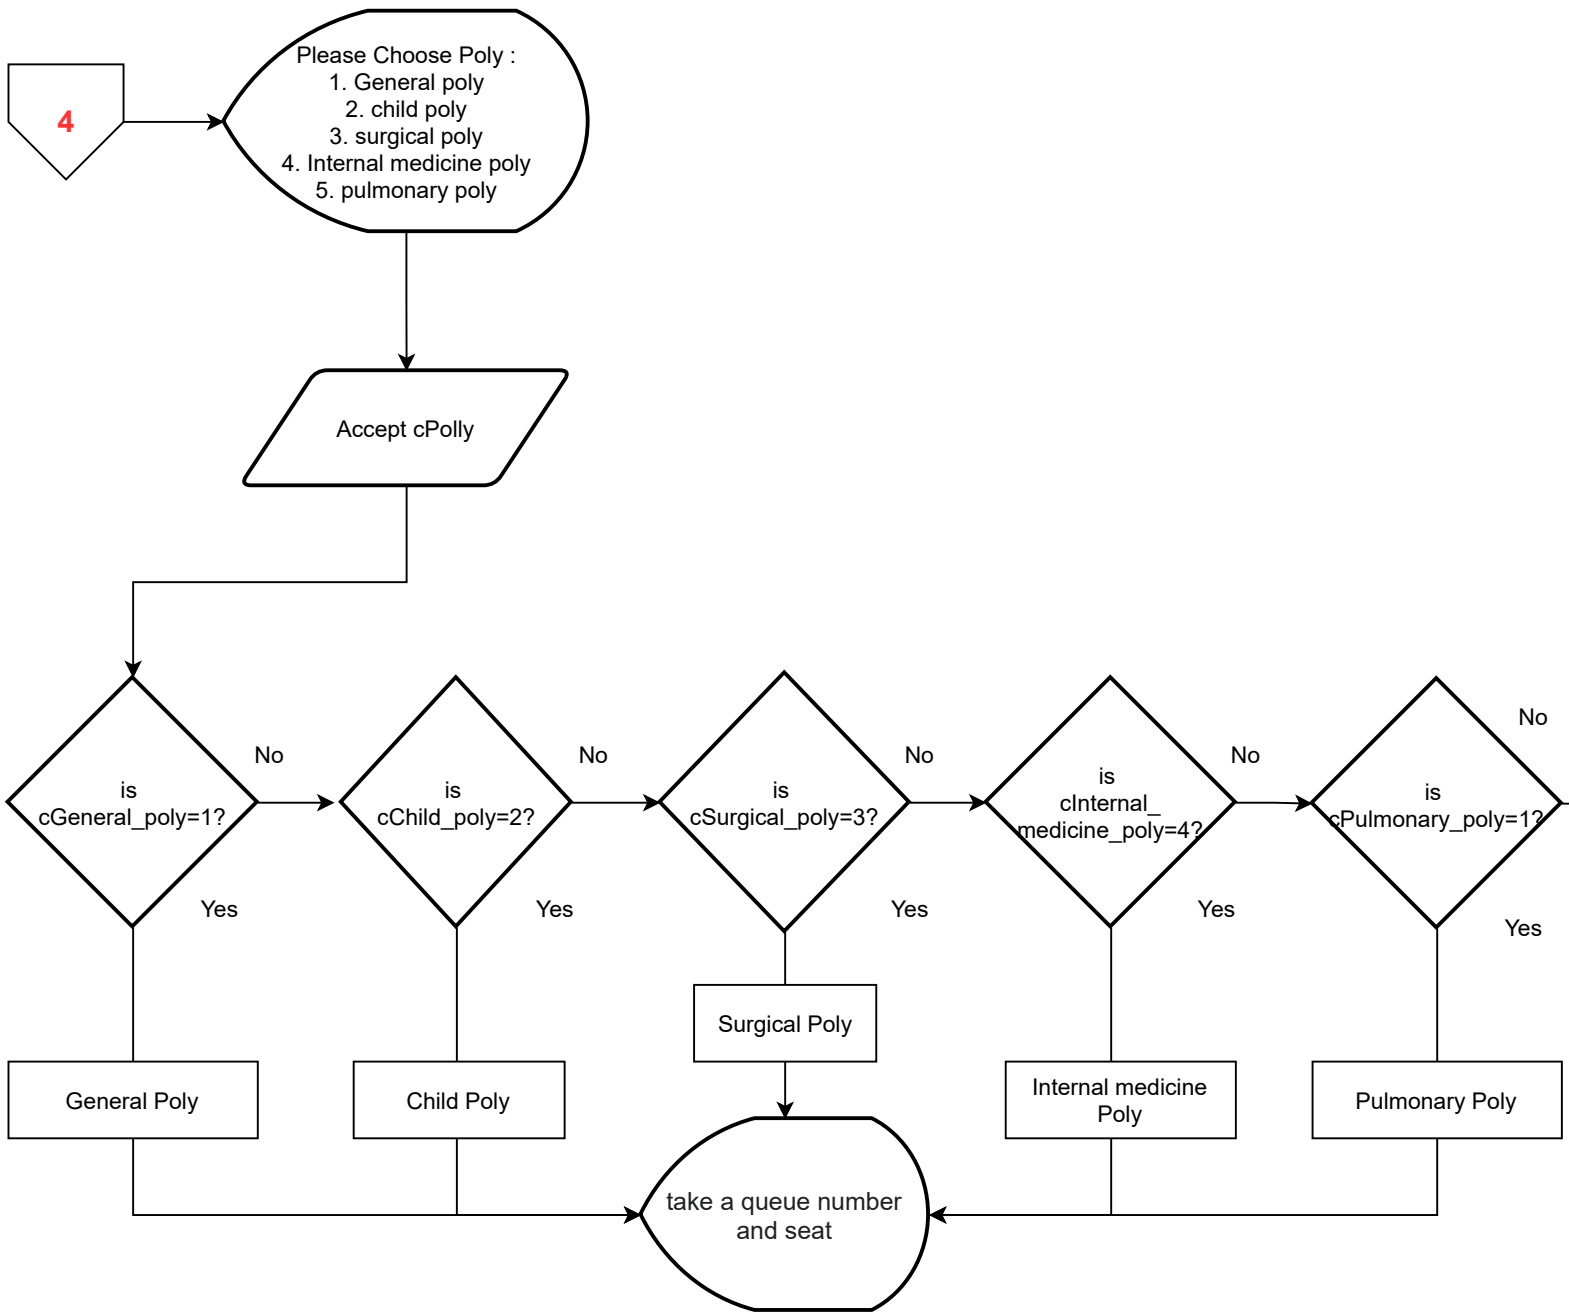 4
Please Choose Poly :
1. General poly
2. child poly
3. surgical poly
4. Internal medicine poly
5. pulmonary poly
Accept cPolly
is
cGeneral_poly=1?
No
Yes
is
cChild_poly=2?
No
Yes
is
cSurgical_poly=3?
No
Yes
is
cInternal_
medicine_poly=4?
No
Yes
is
cPulmonary_poly=1?
No
Yes
General Poly
Child Poly
Surgical Poly
Internal medicine
Poly
Pulmonary Poly
take a queue number
and seat